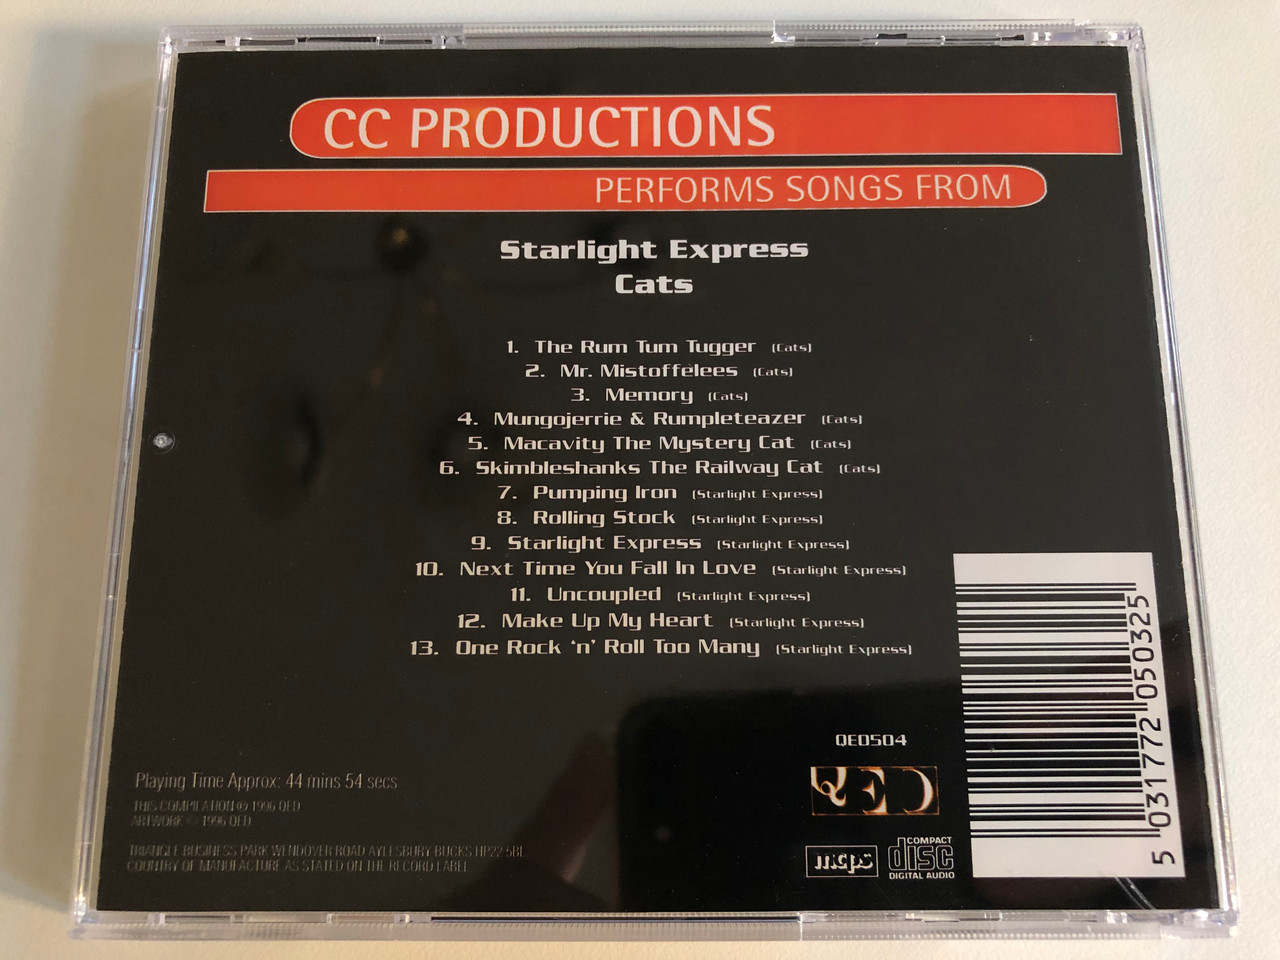 CC PRODUCTIONS
PERFORMS SONGS FROM
Starlight Express
Cats
1. The Rum Tum Tugger (Cats)
2. Mr. Mistoffelees (Cats)
3. Memory (Cats)
4. Mungojerrie & Rumpleteazer (Cats)
5. Macavity The Mystery Cat (Cats)
6. Skimbleshanks The Railway Cat (Cats)
7. Pumping Iron (Starlight Express)
8. Rolling Stock (Starlight Express)
9. Starlight Express (Starlight Express)
10. Next Time You Fall In Love (Starlight Express)
11. Uncoupled (Starlight Express)
12. Make Up My Heart (Starlight Express)
13. One Rock 'n' Roll Too Many (Starlight Express)
QED504
QED
Playing Time Approx: 44 mins 54 secs
THIS COMPILATION ℗ 1996 QED
ARTWORK © 1996 QED
TRIANGLE BUSINESS PARK WENDOVER ROAD AYLESBURY BUCKS HP22 5BL
COUNTRY OF MANUFACTURE AS STATED ON THE RECORD LABEL
mcps
COMPACT
disc
DIGITAL AUDIO
5 031772 050325